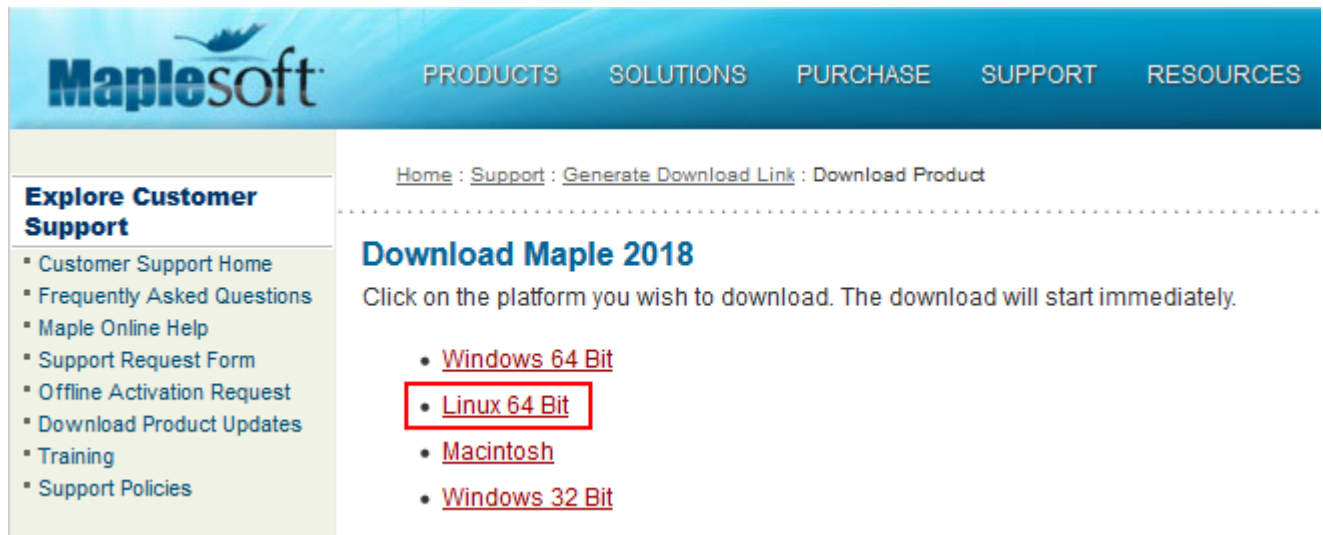 Maplesoft
PRODUCTS SOLUTIONS PURCHASE SUPPORT RESOURCES
Home : Support : Generate Download Link : Download Product
Explore Customer
Support
Customer Support Home
Frequently Asked Questions
Maple Online Help
Support Request Form
Offline Activation Request
Download Product Updates
Training
Support Policies
Download Maple 2018
Click on the platform you wish to download. The download will start immediately.
Windows 64 Bit
Linux 64 Bit
Macintosh
Windows 32 Bit